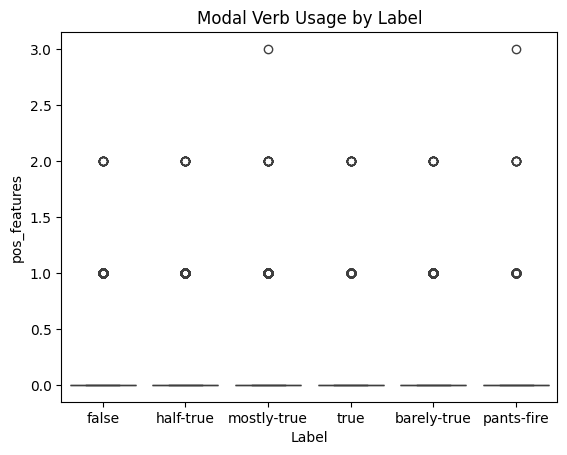 Modal Verb Usage by Label
3.0
2.5
2.0
1.5
1.0
0.5
0.0
pos_features
false half-true mostly-true true barely-true pants-fire
Label